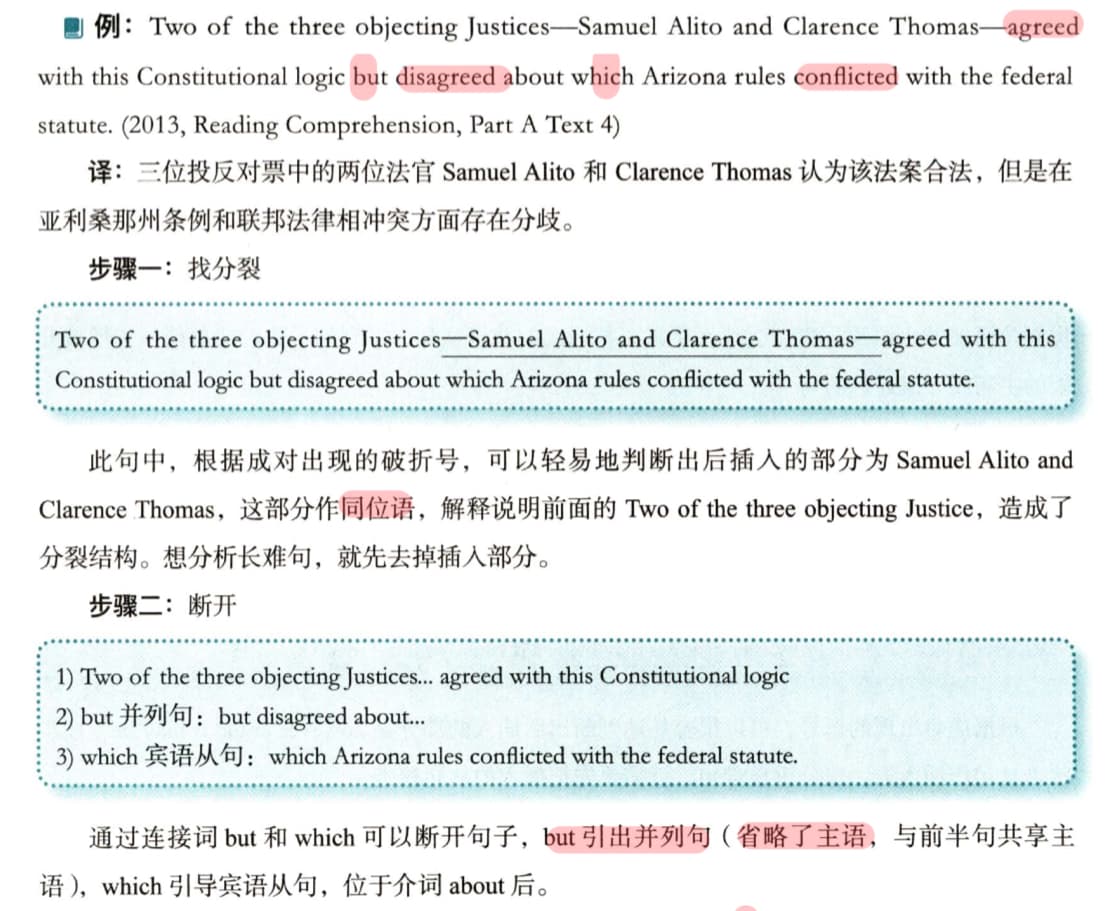 例：Two of the three objecting Justices—Samuel Alito and Clarence Thomas—agreed
with this Constitutional logic but disagreed about which Arizona rules conflicted with the federal
statute. (2013, Reading Comprehension, Part A Text 4)
译：三位投反对票中的两位法官 Samuel Alito 和 Clarence Thomas 认为该法案合法，但是在
亚利桑那州条例和联邦法律相冲突方面存在分歧。
步骤一：找分裂
Two of the three objecting Justices—Samuel Alito and Clarence Thomas—agreed with this
Constitutional logic but disagreed about which Arizona rules conflicted with the federal statute.
此句中，根据成对出现的破折号，可以轻易地判断出后插入的部分为 Samuel Alito and
Clarence Thomas，这部分作同位语，解释说明前面的 Two of the three objecting Justice，造成了
分裂结构。想分析长难句，就先去掉插入部分。
步骤二：断开
1) Two of the three objecting Justices... agreed with this Constitutional logic
2) but 并列句：but disagreed about...
3) which 宾语从句：which Arizona rules conflicted with the federal statute.
通过连接词 but 和 which 可以断开句子，but 引出并列句（省略了主语，与前半句共享主
语），which 引导宾语从句，位于介词 about 后。